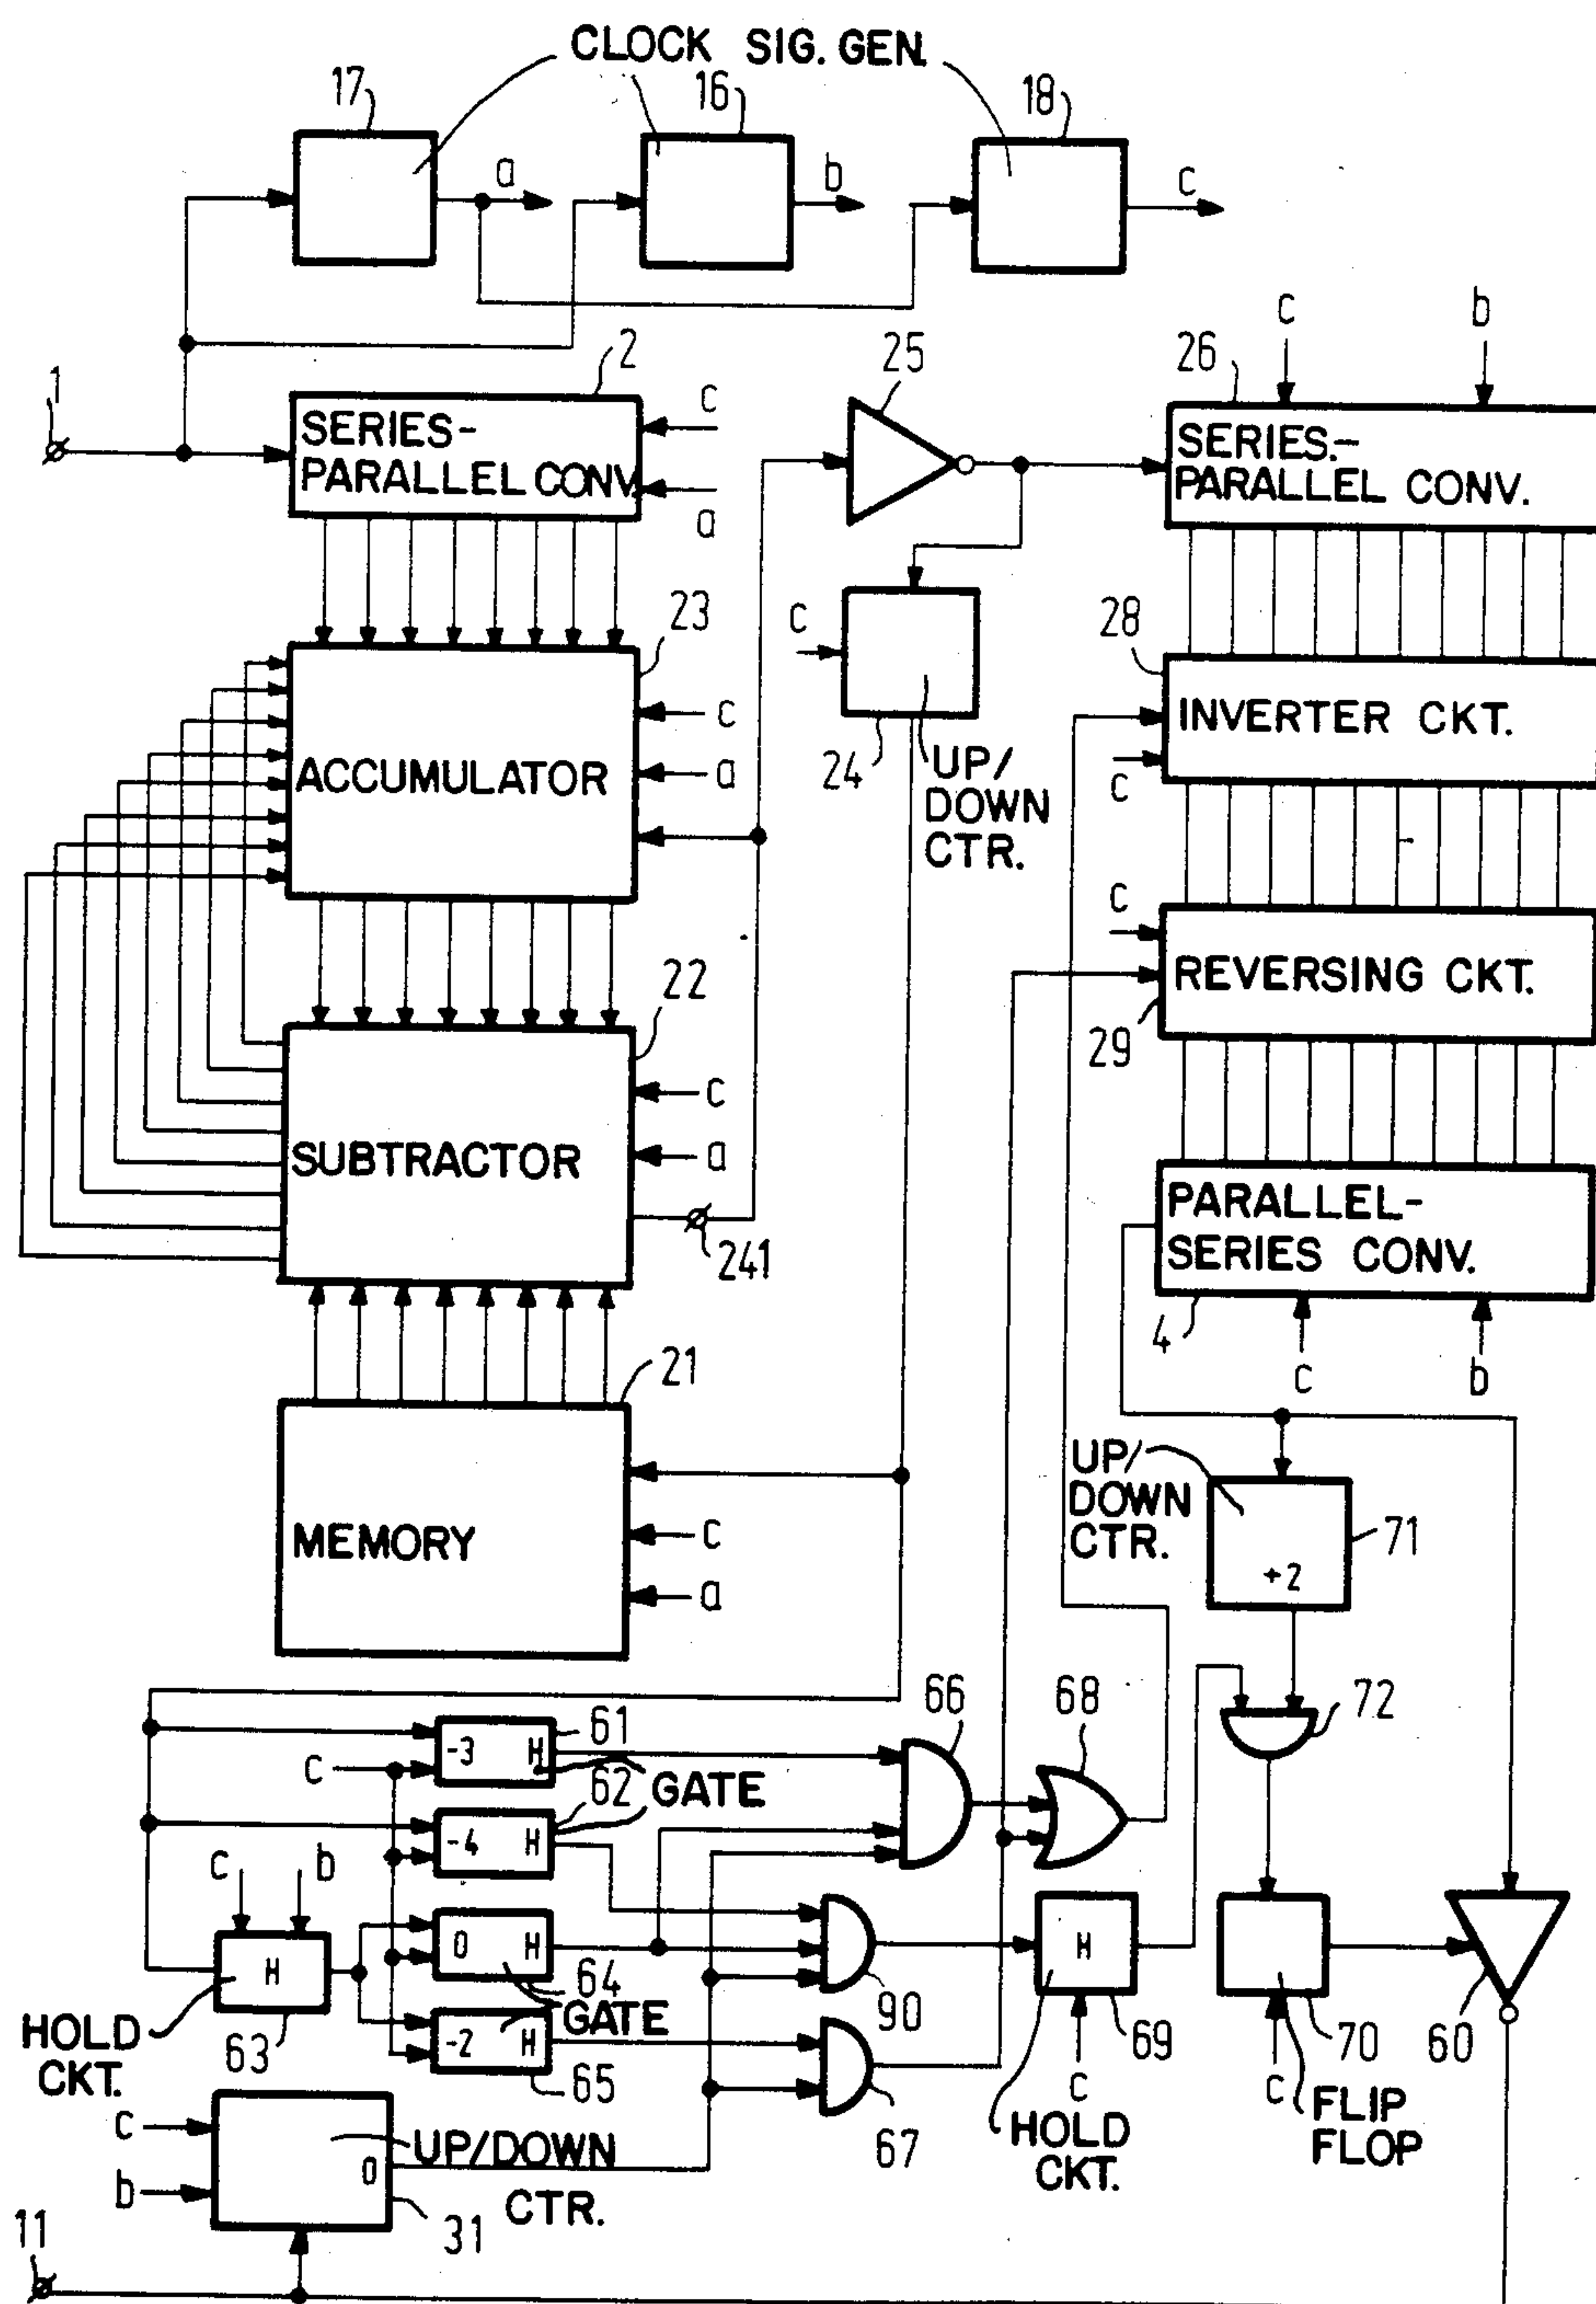 CLOCK SIG. GEN.
17
16
18
a
b
c
1
2
SERIES-
PARALLEL CONV.
c
a
25
26
c
b
SERIES.-
PARALLEL CONV.
23
ACCUMULATOR
c
a
c
24
UP/
DOWN
CTR.
28
INVERTER CKT.
c
c
REVERSING CKT.
29
22
SUBTRACTOR
c
a
241
PARALLEL-
SERIES CONV.
4
c
b
21
MEMORY
c
a
UP/
DOWN
CTR.
+2
71
72
61
-3 H
c
62
GATE
-4 H
66
68
c
b
H
HOLD
CKT.
63
0 H
64
GATE
-2 H
65
90
67
H
69
c
HOLD
CKT.
70
c
FLIP
FLOP
60
c
b
0
UP/DOWN
CTR.
31
11